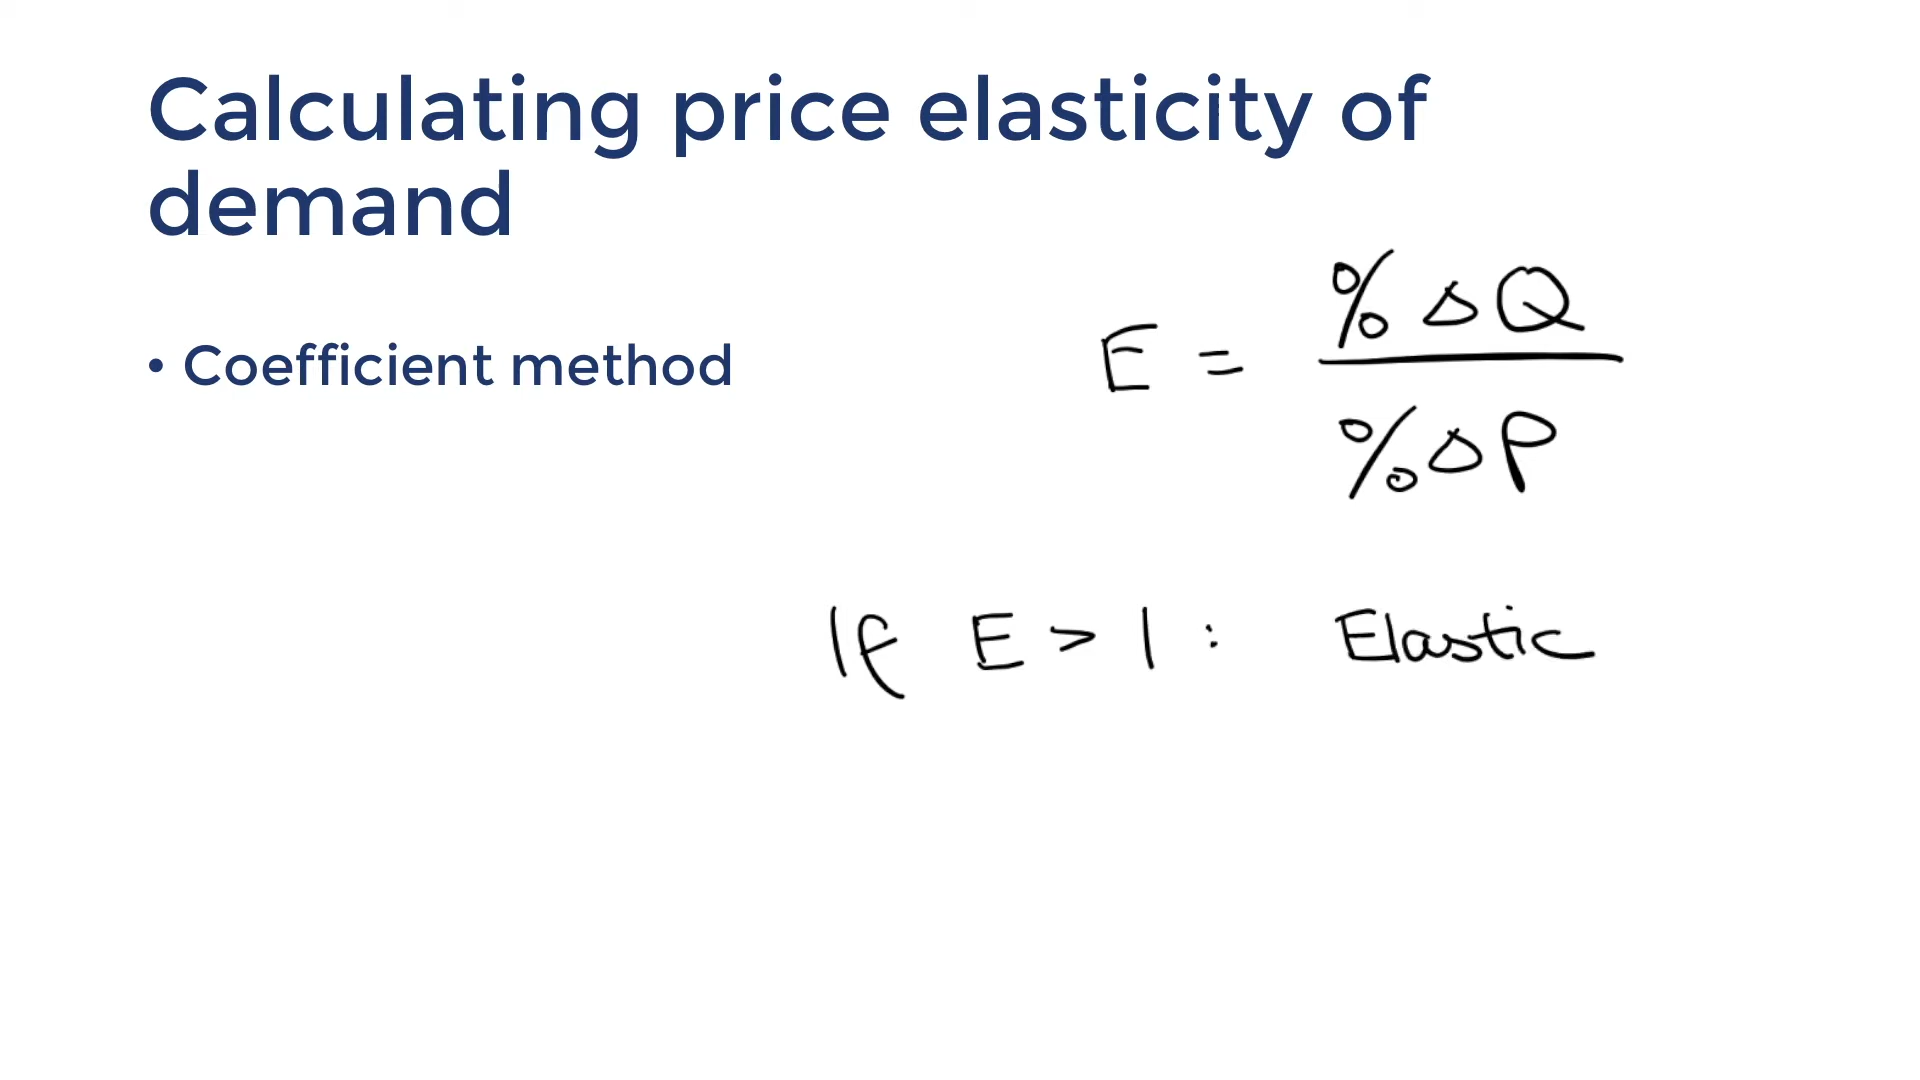 Calculating price elasticity of
demand
• Coefficient method
E = %ΔQ / %ΔP
If E > 1 : Elastic